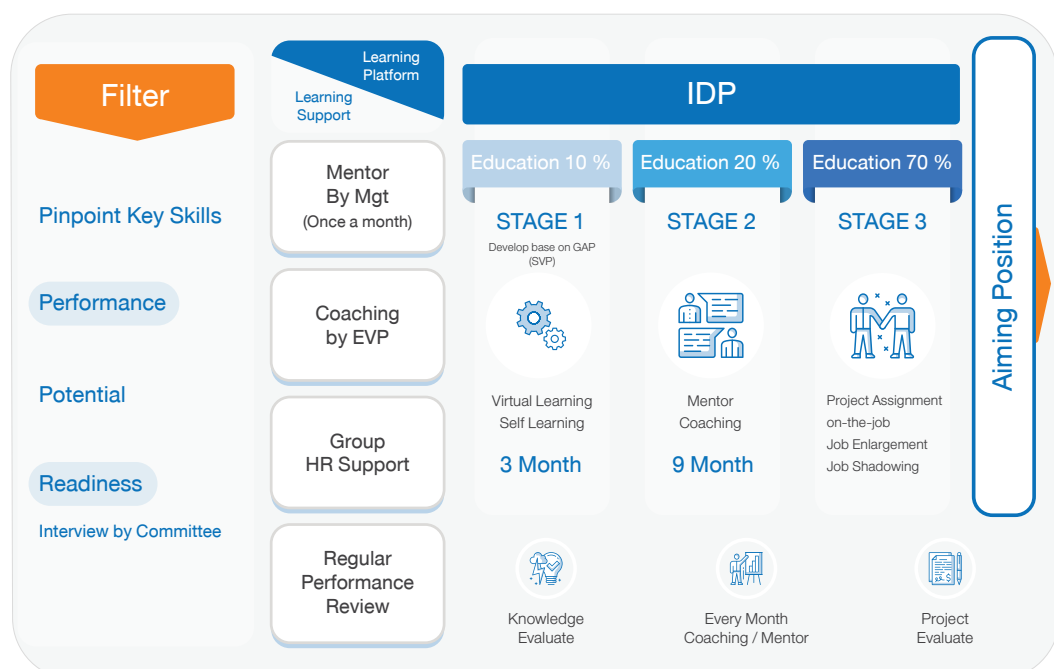 Filter
Pinpoint Key Skills
Performance
Potential
Readiness
Interview by Committee
Learning
Platform
Learning
Support
Mentor
By Mgt
(Once a month)
Coaching
by EVP
Group
HR Support
Regular
Performance
Review
IDP
Education 10 %
STAGE 1
Develop base on GAP
(SVP)
Virtual Learning
Self Learning
3 Month
Education 20 %
STAGE 2
Mentor
Coaching
9 Month
Education 70 %
STAGE 3
Project Assignment
on-the-job
Job Enlargement
Job Shadowing
Knowledge
Evaluate
Every Month
Coaching / Mentor
Project
Evaluate
Aiming Position